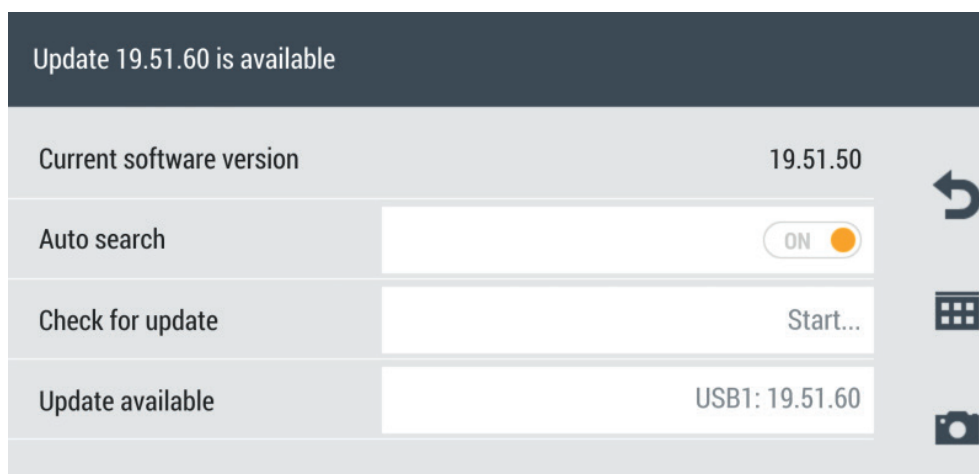 Update 19.51.60 is available
Current software version 19.51.50
Auto search ON
Check for update Start...
Update available USB1: 19.51.60